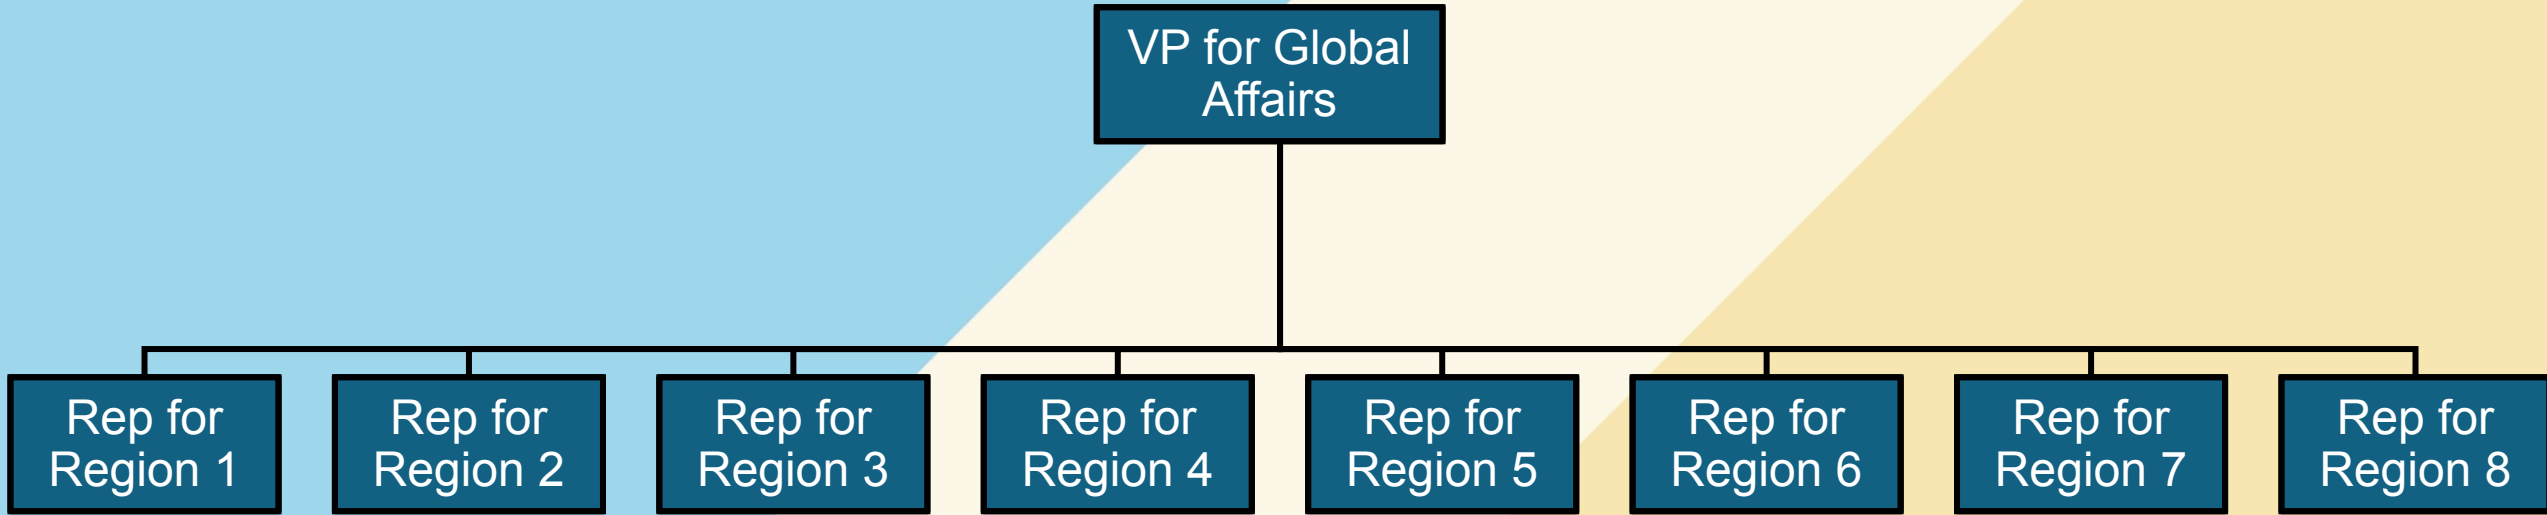 VP for Global
Affairs
Rep for
Region 1
Rep for
Region 2
Rep for
Region 3
Rep for
Region 4
Rep for
Region 5
Rep for
Region 6
Rep for
Region 7
Rep for
Region 8